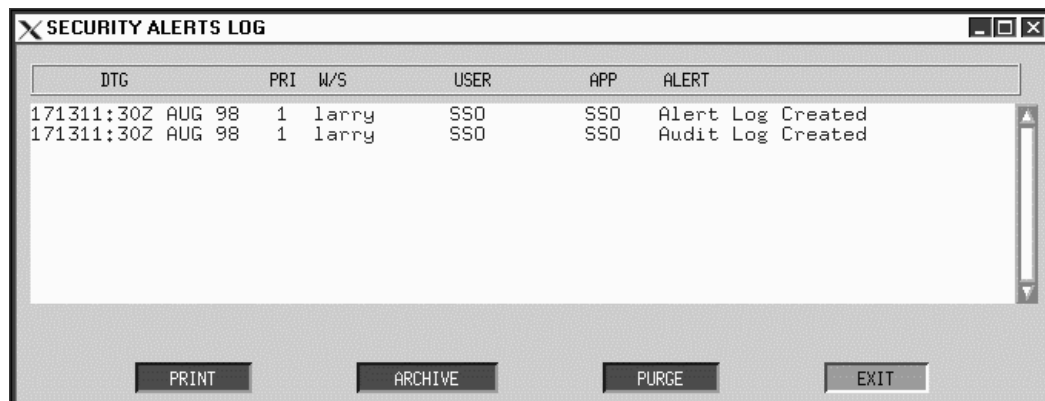 SECURITY ALERTS LOG
DTG PRI W/S USER APP ALERT
171311:30Z AUG 98 1 larry SSO SSO Alert Log Created
171311:30Z AUG 98 1 larry SSO SSO Audit Log Created
PRINT ARCHIVE PURGE EXIT